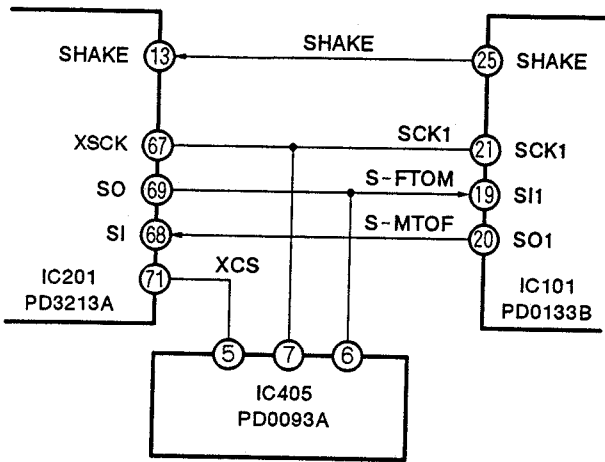 SHAKE 13 SHAKE 25 SHAKE
XSCK 67 SCK1 21 SCK1
SO 69 S-FTOM 19 SI1
SI 68 S-MTOF 20 SO1
71 XCS
IC201
PD3213A
IC101
PD0133B
5 7 6
IC405
PD0093A